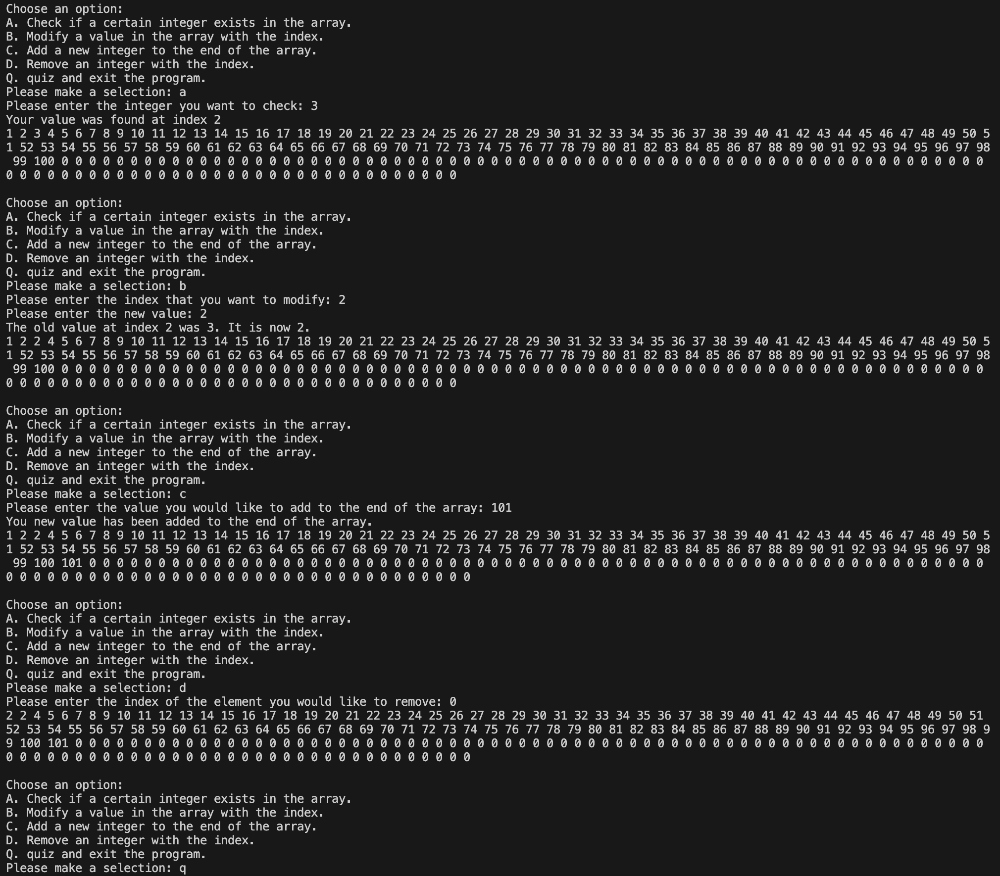 Choose an option:
A. Check if a certain integer exists in the array.
B. Modify a value in the array with the index.
C. Add a new integer to the end of the array.
D. Remove an integer with the index.
Q. quiz and exit the program.
Please make a selection: a
Please enter the integer you want to check: 3
Your value was found at index 2
1 2 3 4 5 6 7 8 9 10 11 12 13 14 15 16 17 18 19 20 21 22 23 24 25 26 27 28 29 30 31 32 33 34 35 36 37 38 39 40 41 42 43 44 45 46 47 48 49 50 5
1 52 53 54 55 56 57 58 59 60 61 62 63 64 65 66 67 68 69 70 71 72 73 74 75 76 77 78 79 80 81 82 83 84 85 86 87 88 89 90 91 92 93 94 95 96 97 98
 99 100 0 0 0 0 0 0 0 0 0 0 0 0 0 0 0 0 0 0 0 0 0 0 0 0 0 0 0 0 0 0 0 0 0 0 0 0 0 0 0 0 0 0 0 0 0 0 0 0 0 0 0 0 0 0 0 0 0 0 0 0 0 0 0 0 0 0 0
0 0 0 0 0 0 0 0 0 0 0 0 0 0 0 0 0 0 0 0 0 0 0 0 0 0 0 0 0 0 0 0 0
Choose an option:
A. Check if a certain integer exists in the array.
B. Modify a value in the array with the index.
C. Add a new integer to the end of the array.
D. Remove an integer with the index.
Q. quiz and exit the program.
Please make a selection: b
Please enter the index that you want to modify: 2
Please enter the new value: 2
The old value at index 2 was 3. It is now 2.
1 2 2 4 5 6 7 8 9 10 11 12 13 14 15 16 17 18 19 20 21 22 23 24 25 26 27 28 29 30 31 32 33 34 35 36 37 38 39 40 41 42 43 44 45 46 47 48 49 50 5
1 52 53 54 55 56 57 58 59 60 61 62 63 64 65 66 67 68 69 70 71 72 73 74 75 76 77 78 79 80 81 82 83 84 85 86 87 88 89 90 91 92 93 94 95 96 97 98
 99 100 0 0 0 0 0 0 0 0 0 0 0 0 0 0 0 0 0 0 0 0 0 0 0 0 0 0 0 0 0 0 0 0 0 0 0 0 0 0 0 0 0 0 0 0 0 0 0 0 0 0 0 0 0 0 0 0 0 0 0 0 0 0 0 0 0 0 0
0 0 0 0 0 0 0 0 0 0 0 0 0 0 0 0 0 0 0 0 0 0 0 0 0 0 0 0 0 0 0 0 0
Choose an option:
A. Check if a certain integer exists in the array.
B. Modify a value in the array with the index.
C. Add a new integer to the end of the array.
D. Remove an integer with the index.
Q. quiz and exit the program.
Please make a selection: c
Please enter the value you would like to add to the end of the array: 101
You new value has been added to the end of the array.
1 2 2 4 5 6 7 8 9 10 11 12 13 14 15 16 17 18 19 20 21 22 23 24 25 26 27 28 29 30 31 32 33 34 35 36 37 38 39 40 41 42 43 44 45 46 47 48 49 50 5
1 52 53 54 55 56 57 58 59 60 61 62 63 64 65 66 67 68 69 70 71 72 73 74 75 76 77 78 79 80 81 82 83 84 85 86 87 88 89 90 91 92 93 94 95 96 97 98
 99 100 101 0 0 0 0 0 0 0 0 0 0 0 0 0 0 0 0 0 0 0 0 0 0 0 0 0 0 0 0 0 0 0 0 0 0 0 0 0 0 0 0 0 0 0 0 0 0 0 0 0 0 0 0 0 0 0 0 0 0 0 0 0 0 0 0 0
0 0 0 0 0 0 0 0 0 0 0 0 0 0 0 0 0 0 0 0 0 0 0 0 0 0 0 0 0 0 0 0 0 0
Choose an option:
A. Check if a certain integer exists in the array.
B. Modify a value in the array with the index.
C. Add a new integer to the end of the array.
D. Remove an integer with the index.
Q. quiz and exit the program.
Please make a selection: d
Please enter the index of the element you would like to remove: 0
2 2 4 5 6 7 8 9 10 11 12 13 14 15 16 17 18 19 20 21 22 23 24 25 26 27 28 29 30 31 32 33 34 35 36 37 38 39 40 41 42 43 44 45 46 47 48 49 50 51
52 53 54 55 56 57 58 59 60 61 62 63 64 65 66 67 68 69 70 71 72 73 74 75 76 77 78 79 80 81 82 83 84 85 86 87 88 89 90 91 92 93 94 95 96 97 98 9
9 100 101 0 0 0 0 0 0 0 0 0 0 0 0 0 0 0 0 0 0 0 0 0 0 0 0 0 0 0 0 0 0 0 0 0 0 0 0 0 0 0 0 0 0 0 0 0 0 0 0 0 0 0 0 0 0 0 0 0 0 0 0 0 0 0 0 0 0
0 0 0 0 0 0 0 0 0 0 0 0 0 0 0 0 0 0 0 0 0 0 0 0 0 0 0 0 0 0 0 0 0 0
Choose an option:
A. Check if a certain integer exists in the array.
B. Modify a value in the array with the index.
C. Add a new integer to the end of the array.
D. Remove an integer with the index.
Q. quiz and exit the program.
Please make a selection: q